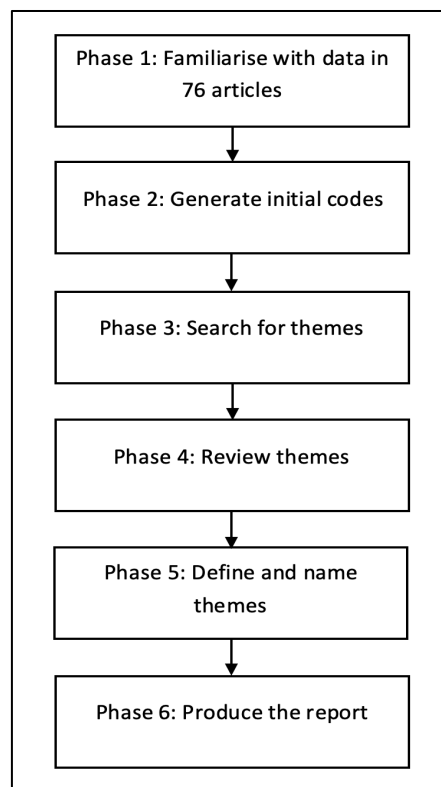 Phase 1: Familiarise with data in
76 articles
Phase 2: Generate initial codes
Phase 3: Search for themes
Phase 4: Review themes
Phase 5: Define and name
themes
Phase 6: Produce the report